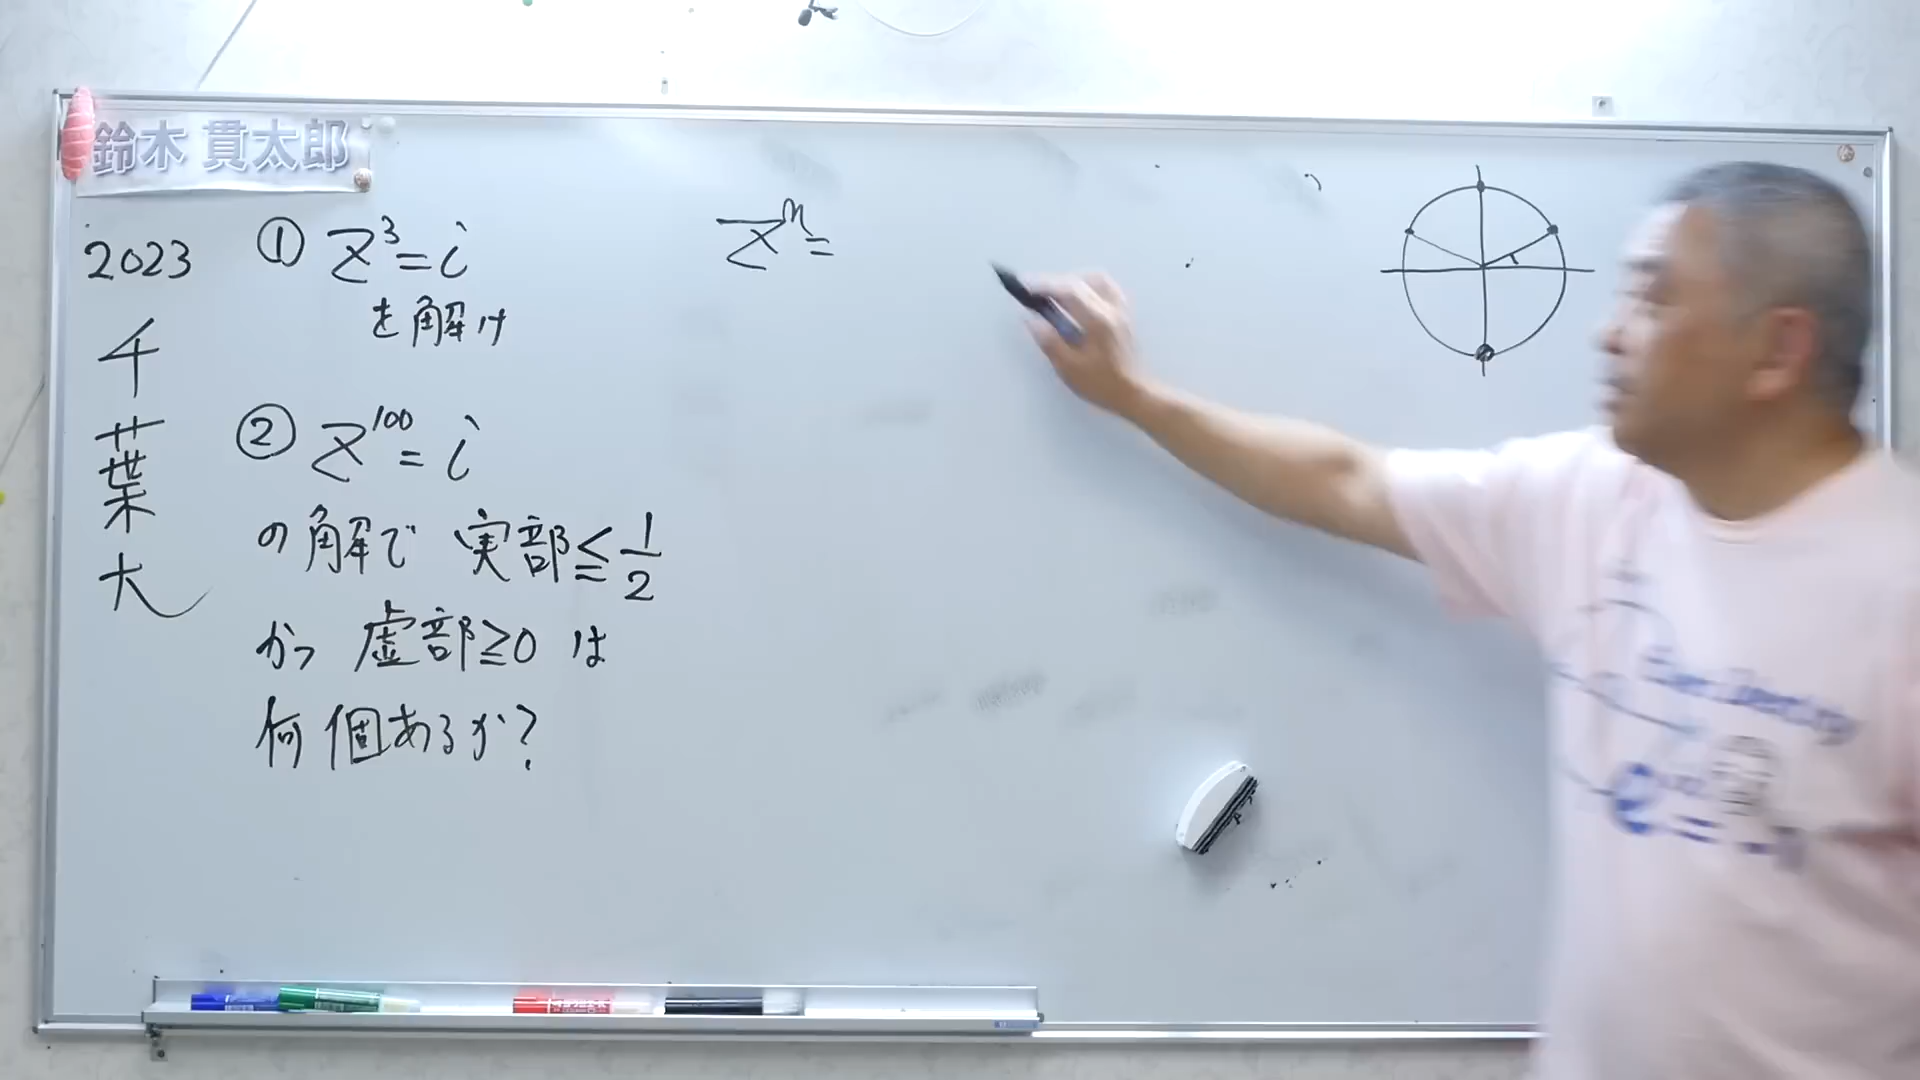 鈴木 貫太郎
2023
千葉大
① Z³=i
を解け
② Z¹⁰⁰=i
の解で 実部≦1/2
かつ 虚部≧0 は
何個あるか?
Zⁿ=